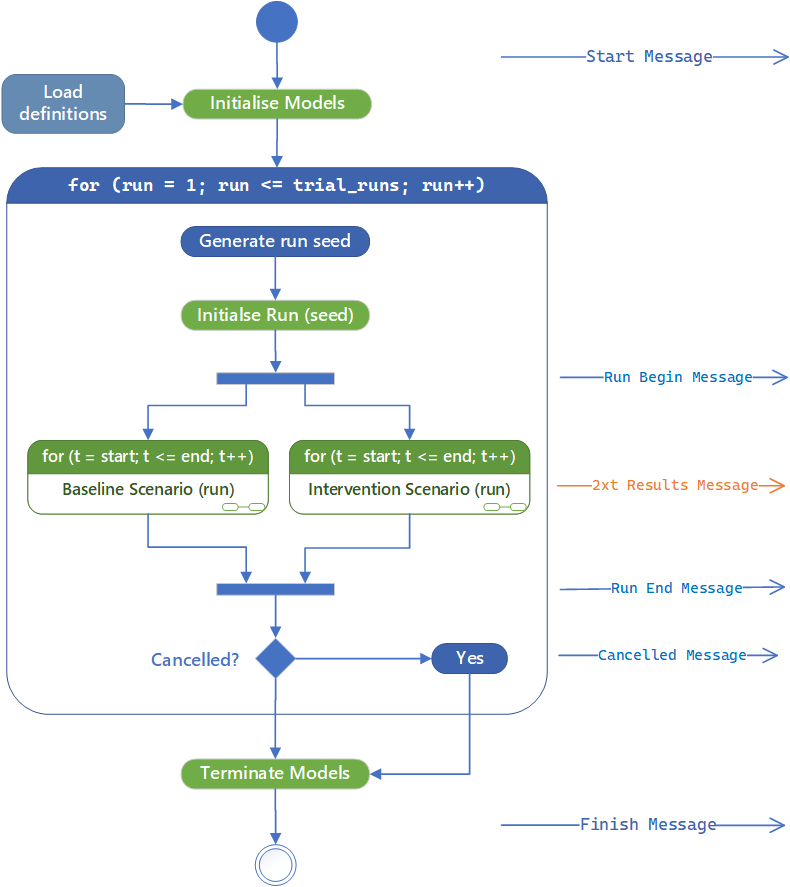 Start Message
Load
definitions
Initialise Models
for (run = 1; run <= trial_runs; run++)
Generate run seed
Initialse Run (seed)
Run Begin Message
for (t = start; t <= end; t++)
Baseline Scenario (run)
for (t = start; t <= end; t++)
Intervention Scenario (run)
2xt Results Message
Run End Message
Cancelled?
Yes
Cancelled Message
Terminate Models
Finish Message